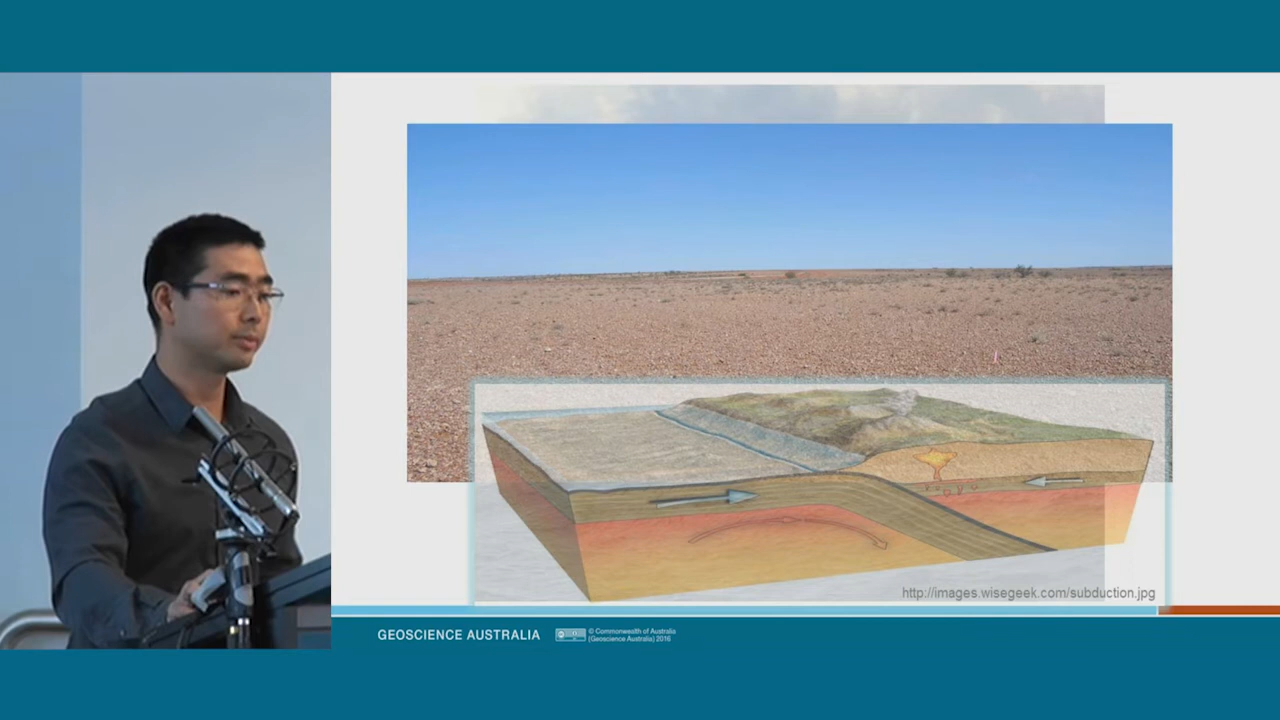 http://images.wisegeek.com/subduction.jpg
GEOSCIENCE AUSTRALIA
© Commonwealth of Australia
(Geoscience Australia) 2016